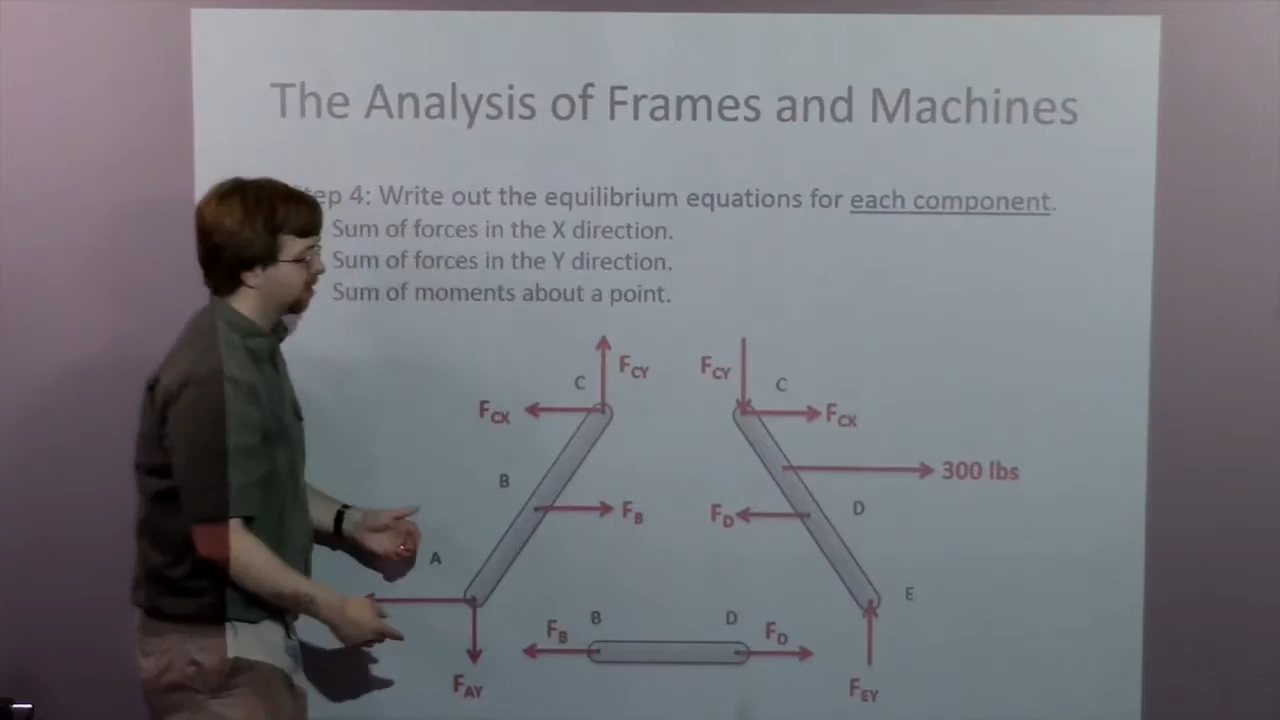 The Analysis of Frames and Machines
ep 4: Write out the equilibrium equations for each component.
Sum of forces in the X direction.
Sum of forces in the Y direction.
Sum of moments about a point.
FCY
FCY
C
C
FCX
FCX
B
300 lbs
FB
FD
D
A
E
B
D
FB
FD
FAY
FEY